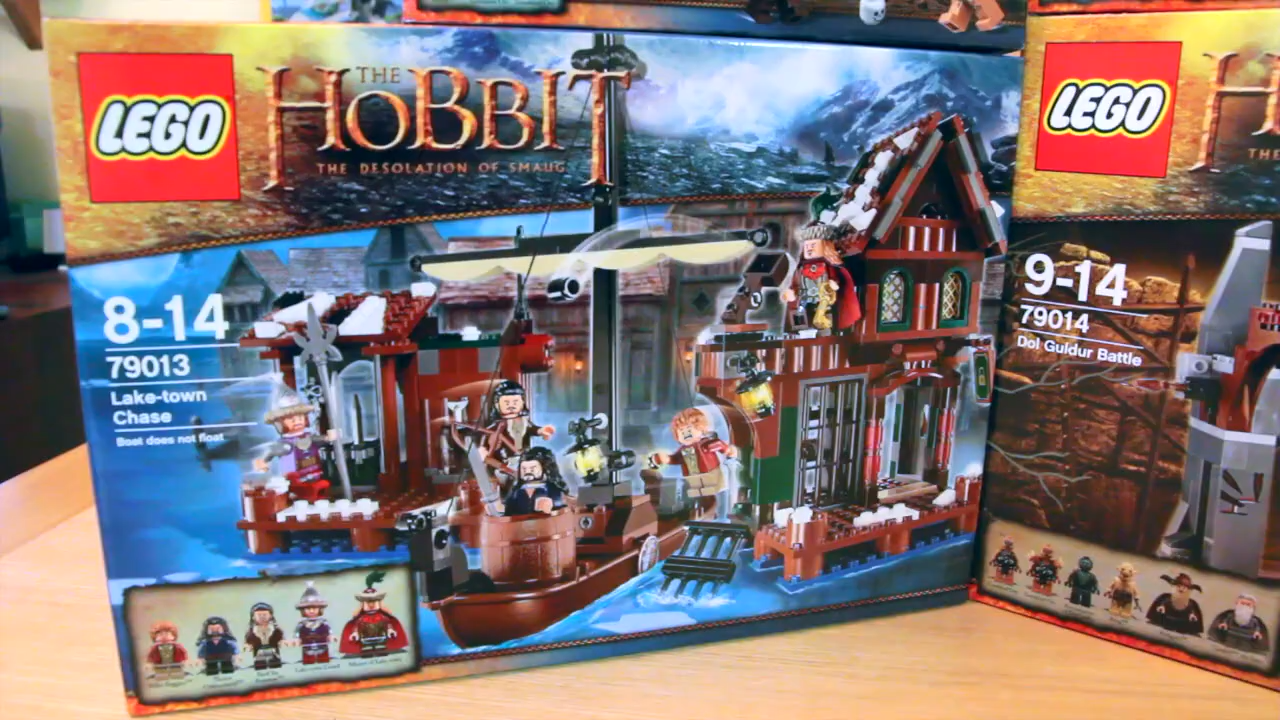 LEGO
THE
HOBBIT
THE DESOLATION OF SMAUG
8-14
79013
Lake-town
Chase
Boat does not float
LEGO
H
THE
9-14
79014
Dol Guldur Battle